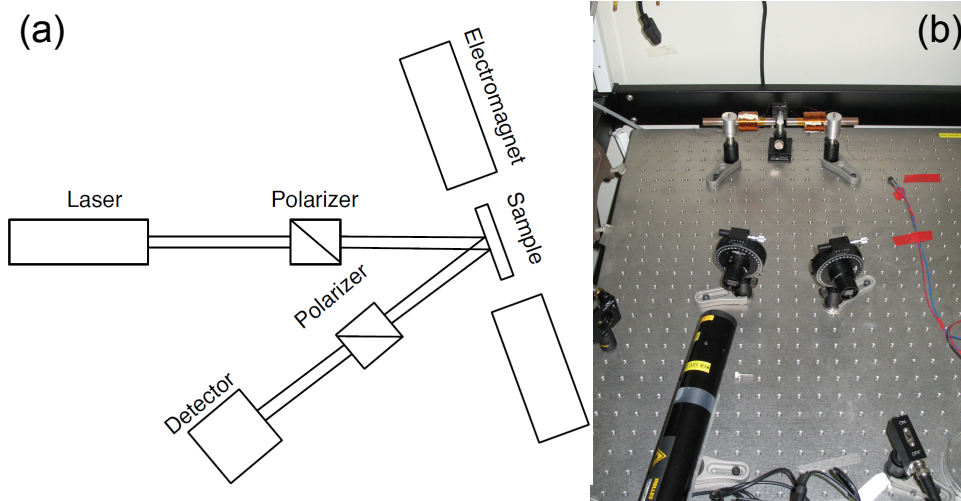 (a)
Electromagnet
Laser
Polarizer
Sample
Polarizer
Detector
(b)